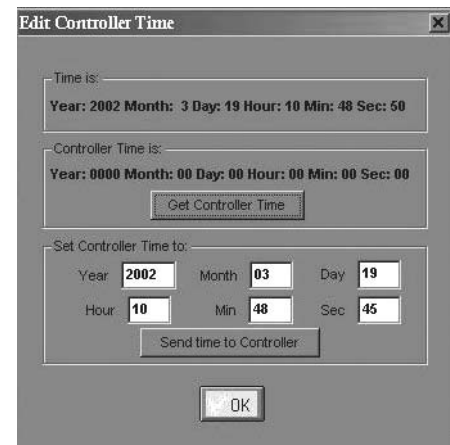 Edit Controller Time
Time is:
Year: 2002 Month: 3 Day: 19 Hour: 10 Min: 48 Sec: 50
Controller Time is:
Year: 0000 Month: 00 Day: 00 Hour: 00 Min: 00 Sec: 00
Get Controller Time
Set Controller Time to:
Year 2002 Month 03 Day 19
Hour 10 Min 48 Sec 45
Send time to Controller
OK